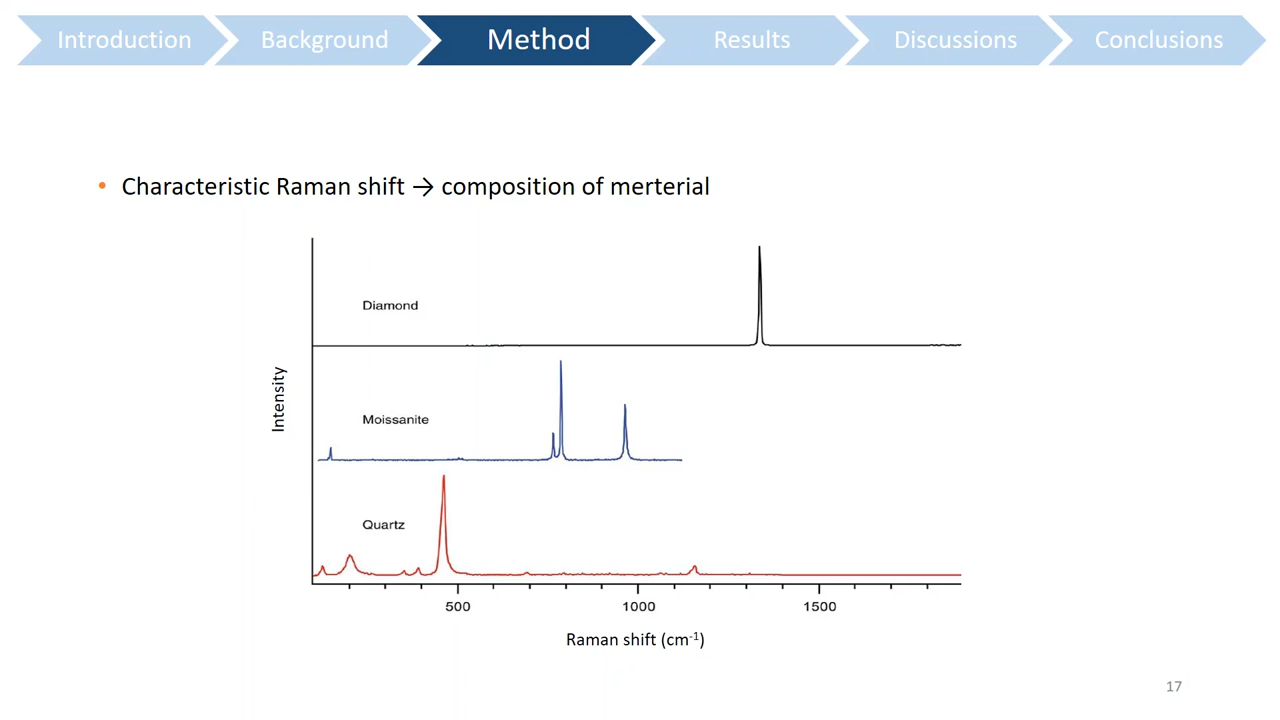 Introduction
Background
Method
Results
Discussions
Conclusions
• Characteristic Raman shift → composition of merterial
Diamond
Intensity
Moissanite
Quartz
500
1000
1500
Raman shift (cm⁻¹)
17